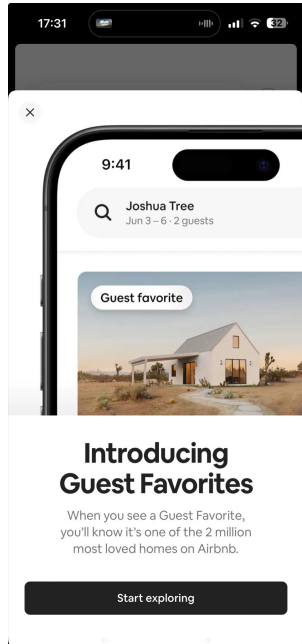 17:31
32
9:41
Joshua Tree
Jun 3 – 6 · 2 guests
Guest favorite
Introducing
Guest Favorites
When you see a Guest Favorite,
you’ll know it’s one of the 2 million
most loved homes on Airbnb.
Start exploring